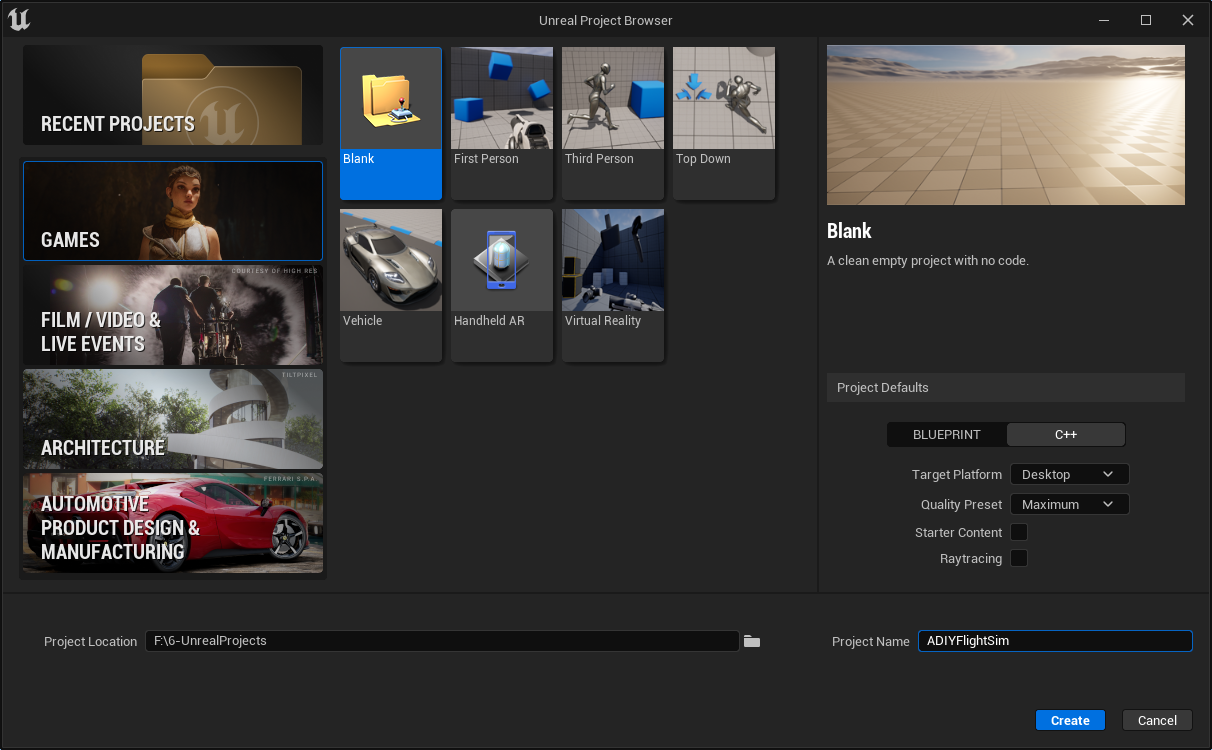 Unreal Project Browser
RECENT PROJECTS
GAMES
COURTESY OF HIGH RES
FILM / VIDEO &
LIVE EVENTS
TILTPIXEL
ARCHITECTURE
FERRARI S.P.A.
AUTOMOTIVE
PRODUCT DESIGN &
MANUFACTURING
Blank
First Person
Third Person
Top Down
Vehicle
Handheld AR
Virtual Reality
Blank
A clean empty project with no code.
Project Defaults
BLUEPRINT
C++
Target Platform
Desktop
Quality Preset
Maximum
Starter Content
Raytracing
Project Location
F:\6-UnrealProjects
Project Name
ADIYFlightSim
Create
Cancel